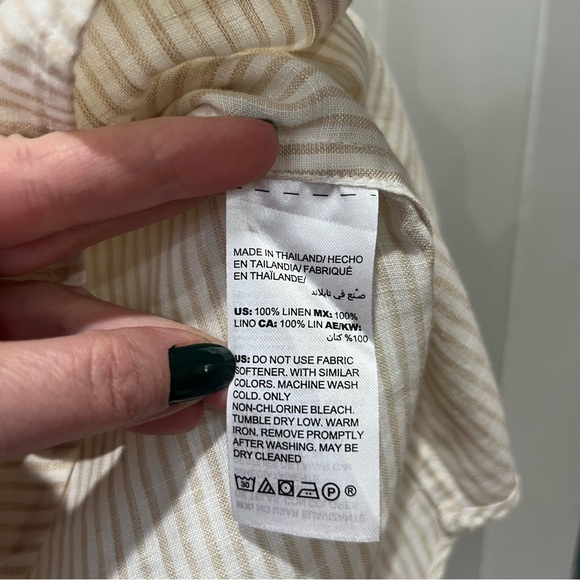 MADE IN THAILAND/ HECHO
EN TAILANDIA/ FABRIQUÉ
EN THAÏLANDE/
صنع في تايلاند
US: 100% LINEN MX: 100%
LINO CA: 100% LIN AE/KW:
100% كتان
US: DO NOT USE FABRIC
SOFTENER. WITH SIMILAR
COLORS. MACHINE WASH
COLD. ONLY
NON-CHLORINE BLEACH.
TUMBLE DRY LOW. WARM
IRON. REMOVE PROMPTLY
AFTER WASHING. MAY BE
DRY CLEANED
30 P ®